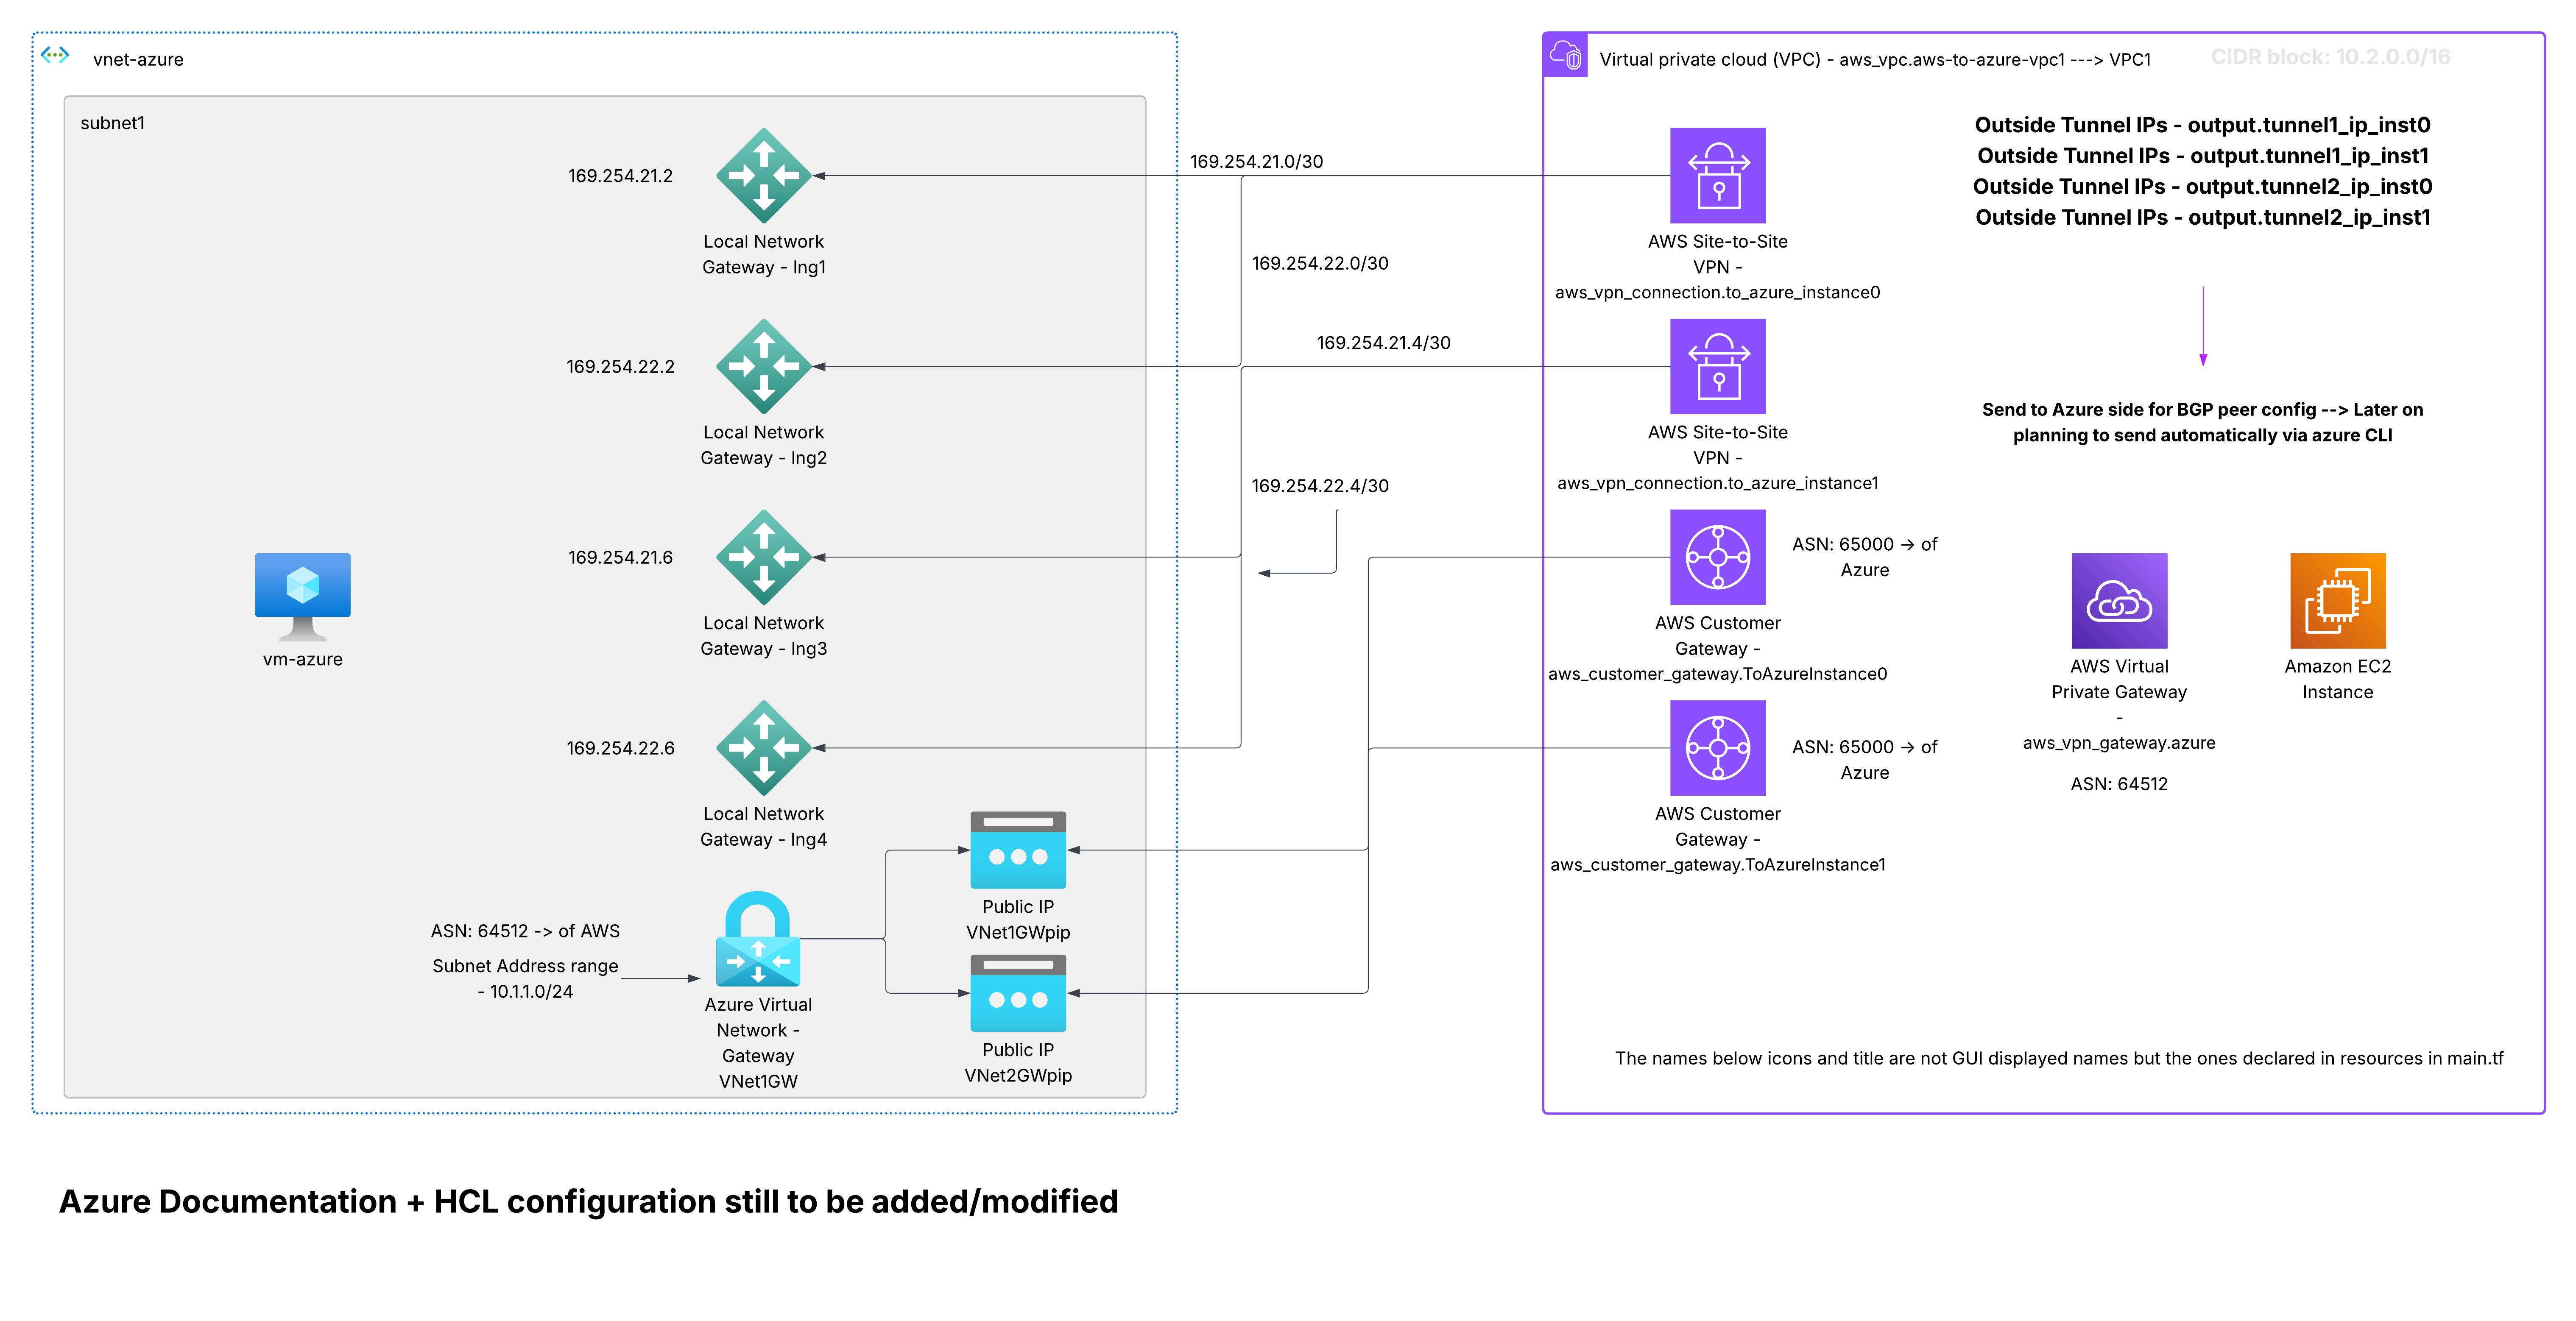 vnet-azure
subnet1
169.254.21.2
Local Network
Gateway - lng1
169.254.22.2
Local Network
Gateway - lng2
169.254.21.6
Local Network
Gateway - lng3
vm-azure
169.254.22.6
Local Network
Gateway - lng4
ASN: 64512 -> of AWS
Subnet Address range
- 10.1.1.0/24
Azure Virtual
Network -
Gateway
VNet1GW
Public IP
VNet1GWpip
Public IP
VNet2GWpip
169.254.21.0/30
169.254.22.0/30
169.254.21.4/30
169.254.22.4/30
Virtual private cloud (VPC) - aws_vpc.aws-to-azure-vpc1 ---> VPC1
CIDR block: 10.2.0.0/16
AWS Site-to-Site
VPN -
aws_vpn_connection.to_azure_instance0
AWS Site-to-Site
VPN -
aws_vpn_connection.to_azure_instance1
AWS Customer
Gateway -
aws_customer_gateway.ToAzureInstance0
ASN: 65000 → of
Azure
AWS Customer
Gateway -
aws_customer_gateway.ToAzureInstance1
ASN: 65000 → of
Azure
Outside Tunnel IPs - output.tunnel1_ip_inst0
Outside Tunnel IPs - output.tunnel1_ip_inst1
Outside Tunnel IPs - output.tunnel2_ip_inst0
Outside Tunnel IPs - output.tunnel2_ip_inst1
Send to Azure side for BGP peer config --> Later on
planning to send automatically via azure CLI
AWS Virtual
Private Gateway
-
aws_vpn_gateway.azure
ASN: 64512
Amazon EC2
Instance
The names below icons and title are not GUI displayed names but the ones declared in resources in main.tf
Azure Documentation + HCL configuration still to be added/modified